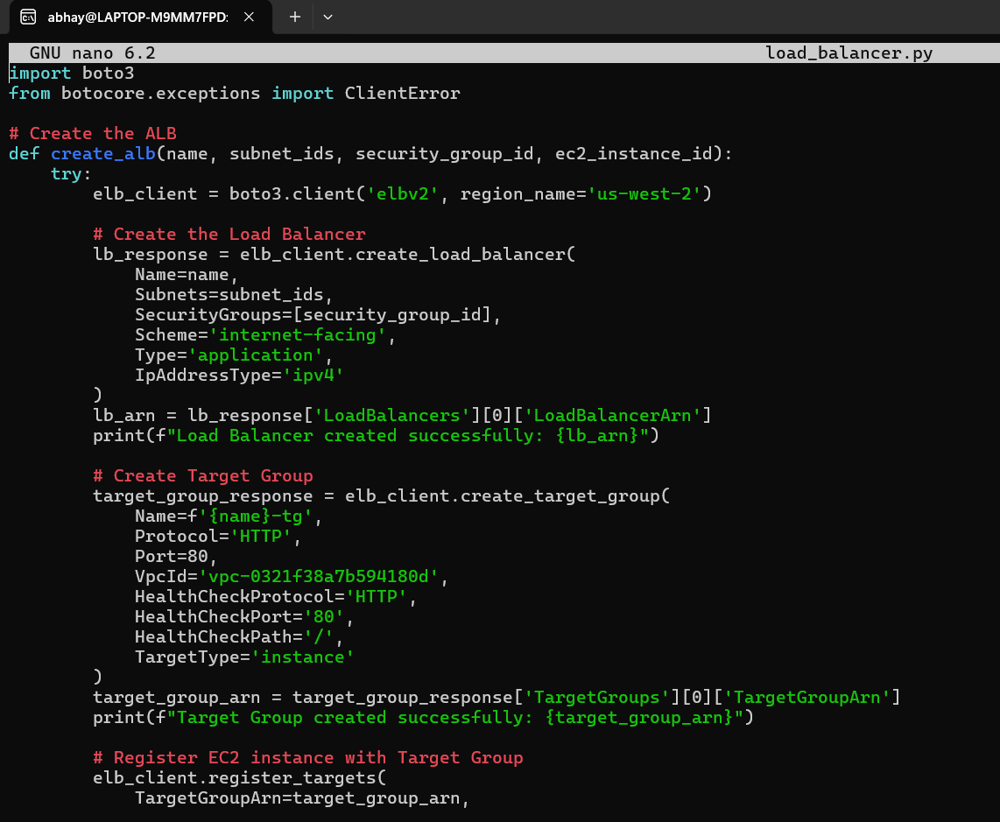 abhay@LAPTOP-M9MM7FPD:
GNU nano 6.2 load_balancer.py
import boto3
from botocore.exceptions import ClientError

# Create the ALB
def create_alb(name, subnet_ids, security_group_id, ec2_instance_id):
    try:
        elb_client = boto3.client('elbv2', region_name='us-west-2')

        # Create the Load Balancer
        lb_response = elb_client.create_load_balancer(
            Name=name,
            Subnets=subnet_ids,
            SecurityGroups=[security_group_id],
            Scheme='internet-facing',
            Type='application',
            IpAddressType='ipv4'
        )
        lb_arn = lb_response['LoadBalancers'][0]['LoadBalancerArn']
        print(f"Load Balancer created successfully: {lb_arn}")

        # Create Target Group
        target_group_response = elb_client.create_target_group(
            Name=f'{name}-tg',
            Protocol='HTTP',
            Port=80,
            VpcId='vpc-0321f38a7b594180d',
            HealthCheckProtocol='HTTP',
            HealthCheckPort='80',
            HealthCheckPath='/',
            TargetType='instance'
        )
        target_group_arn = target_group_response['TargetGroups'][0]['TargetGroupArn']
        print(f"Target Group created successfully: {target_group_arn}")

        # Register EC2 instance with Target Group
        elb_client.register_targets(
            TargetGroupArn=target_group_arn,